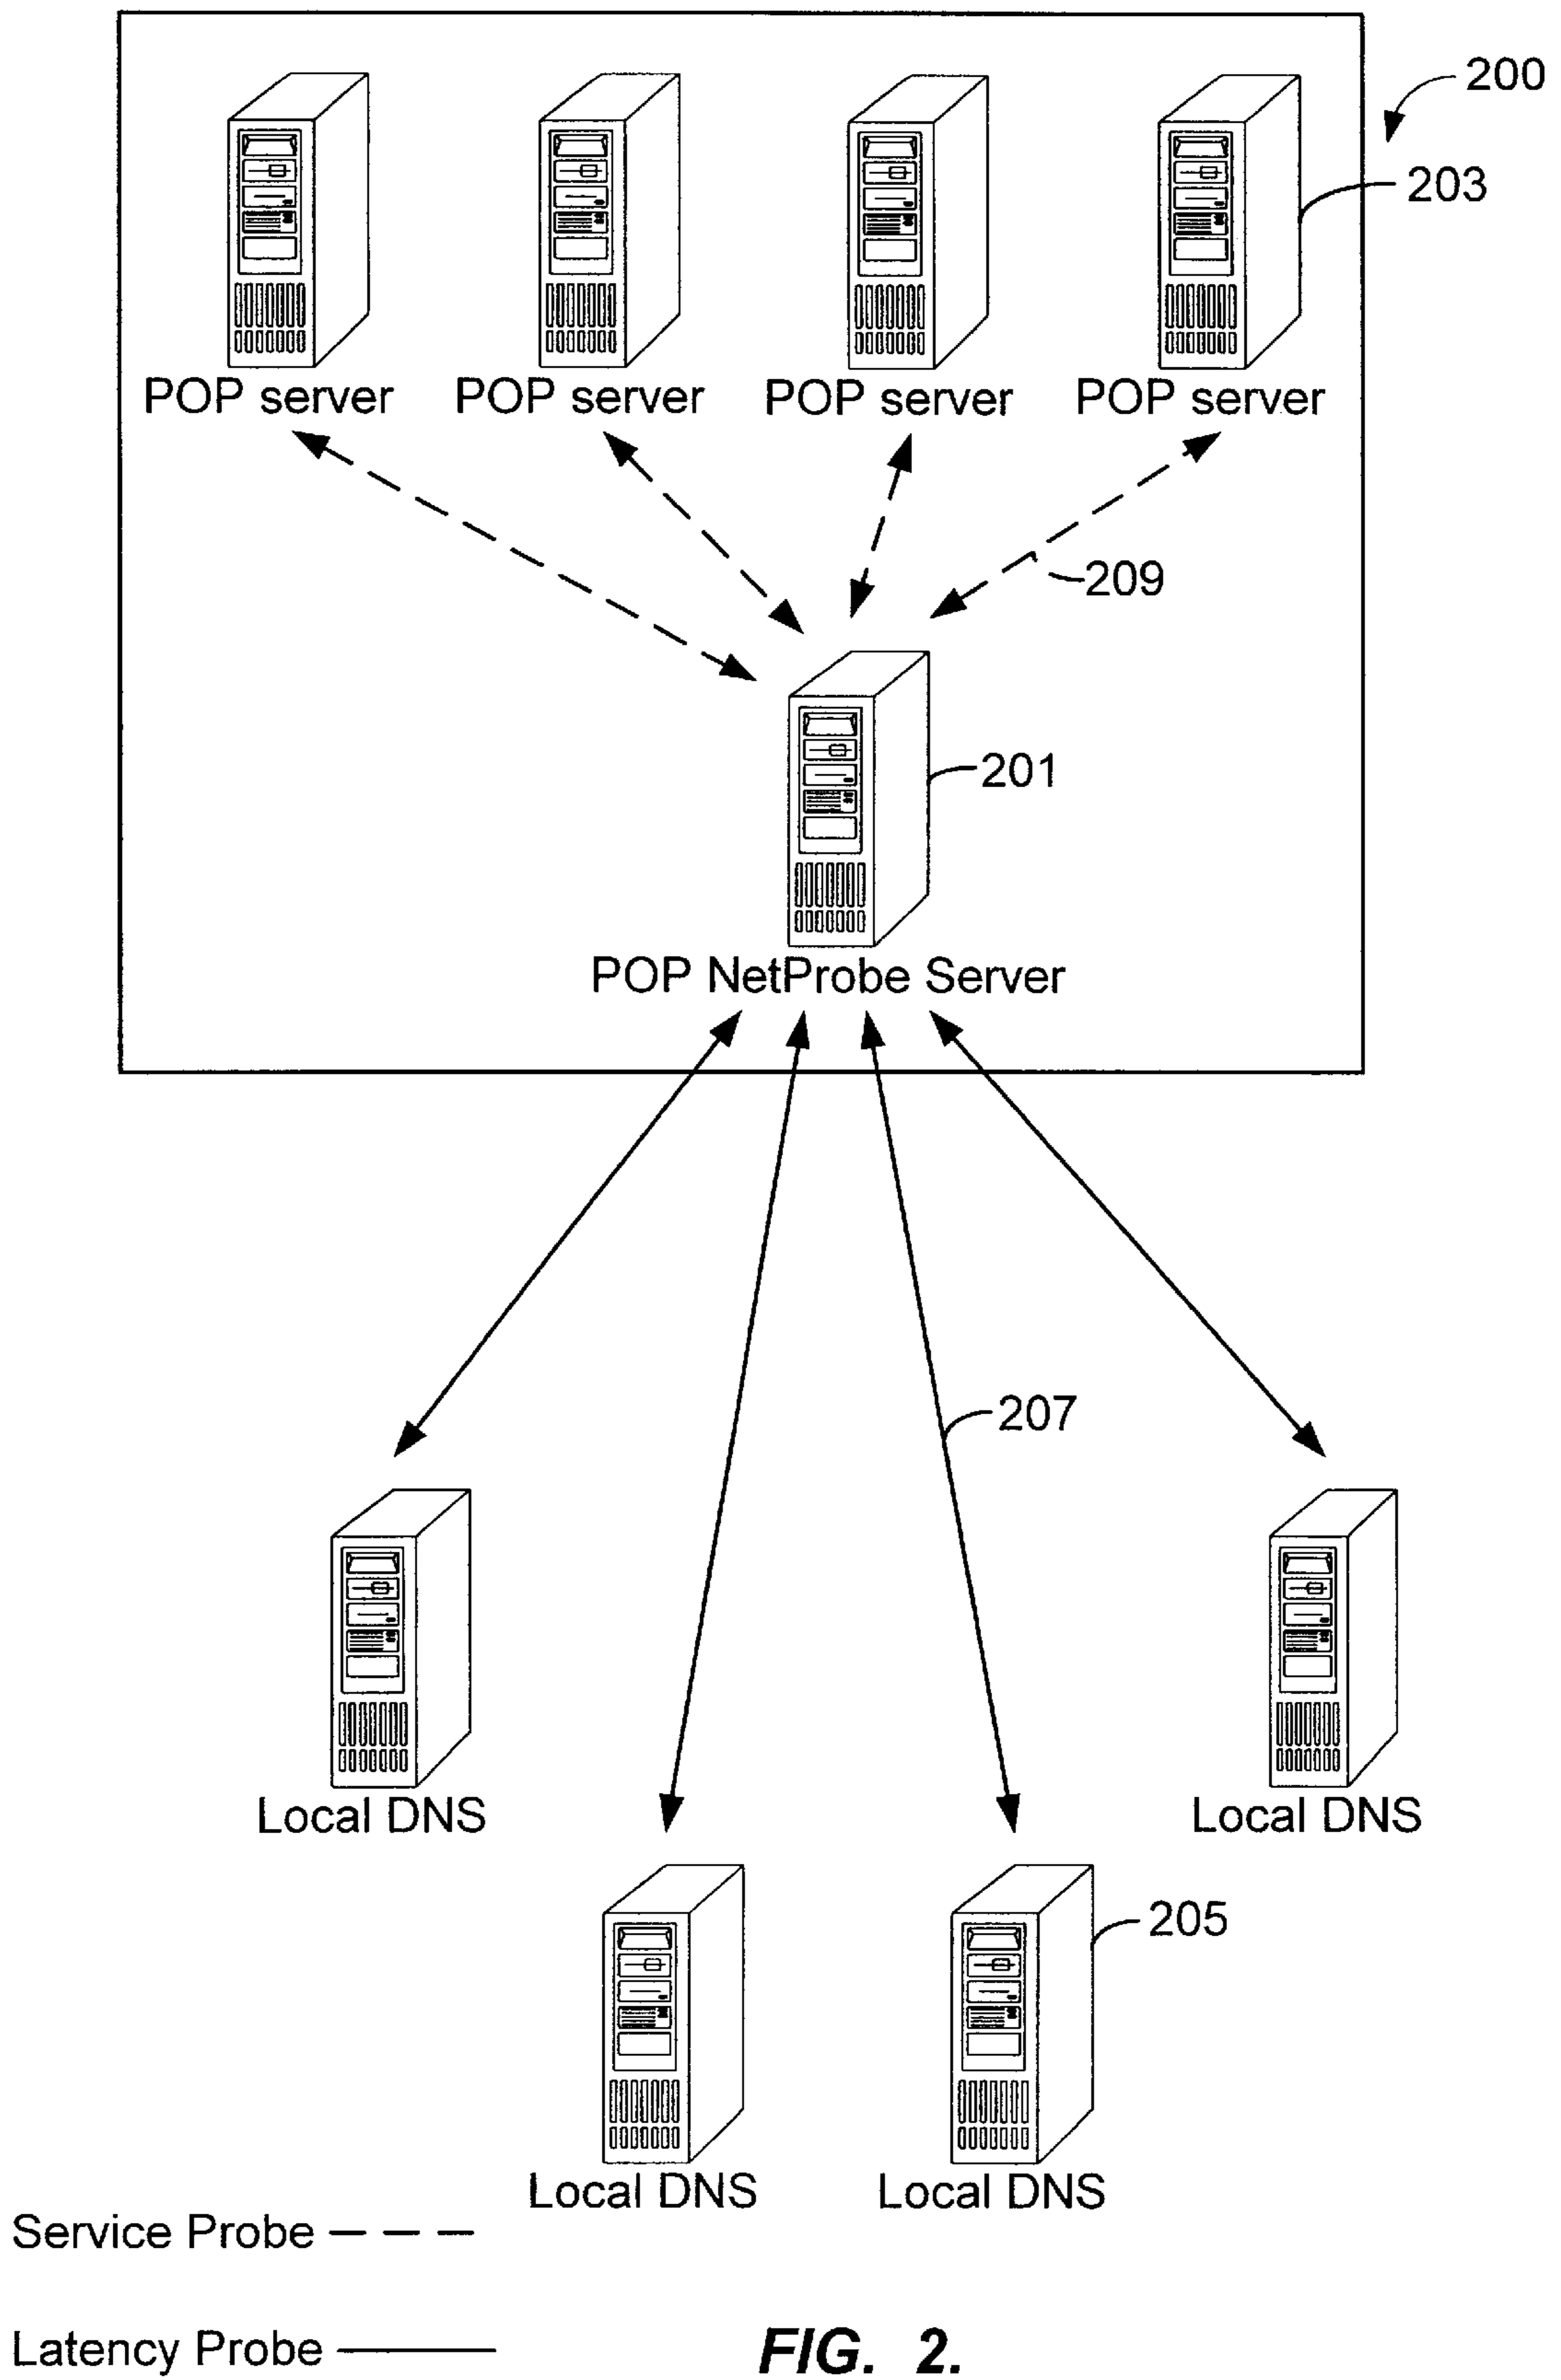 200
203
POP server POP server POP server POP server
209
201
POP NetProbe Server
207
Local DNS Local DNS
205
Local DNS Local DNS
Service Probe
Latency Probe
FIG. 2.